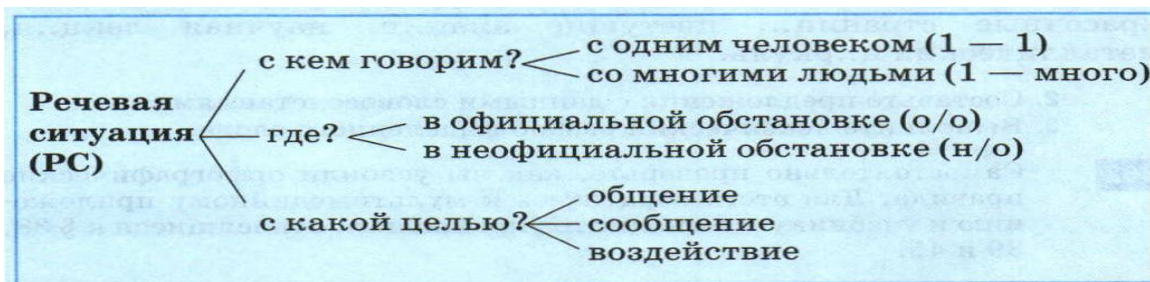 с кем говорим?
с одним человеком (1 — 1)
со многими людьми (1 — много)
Речевая
ситуация
(РС)
где?
в официальной обстановке (о/о)
в неофициальной обстановке (н/о)
с какой целью?
общение
сообщение
воздействие